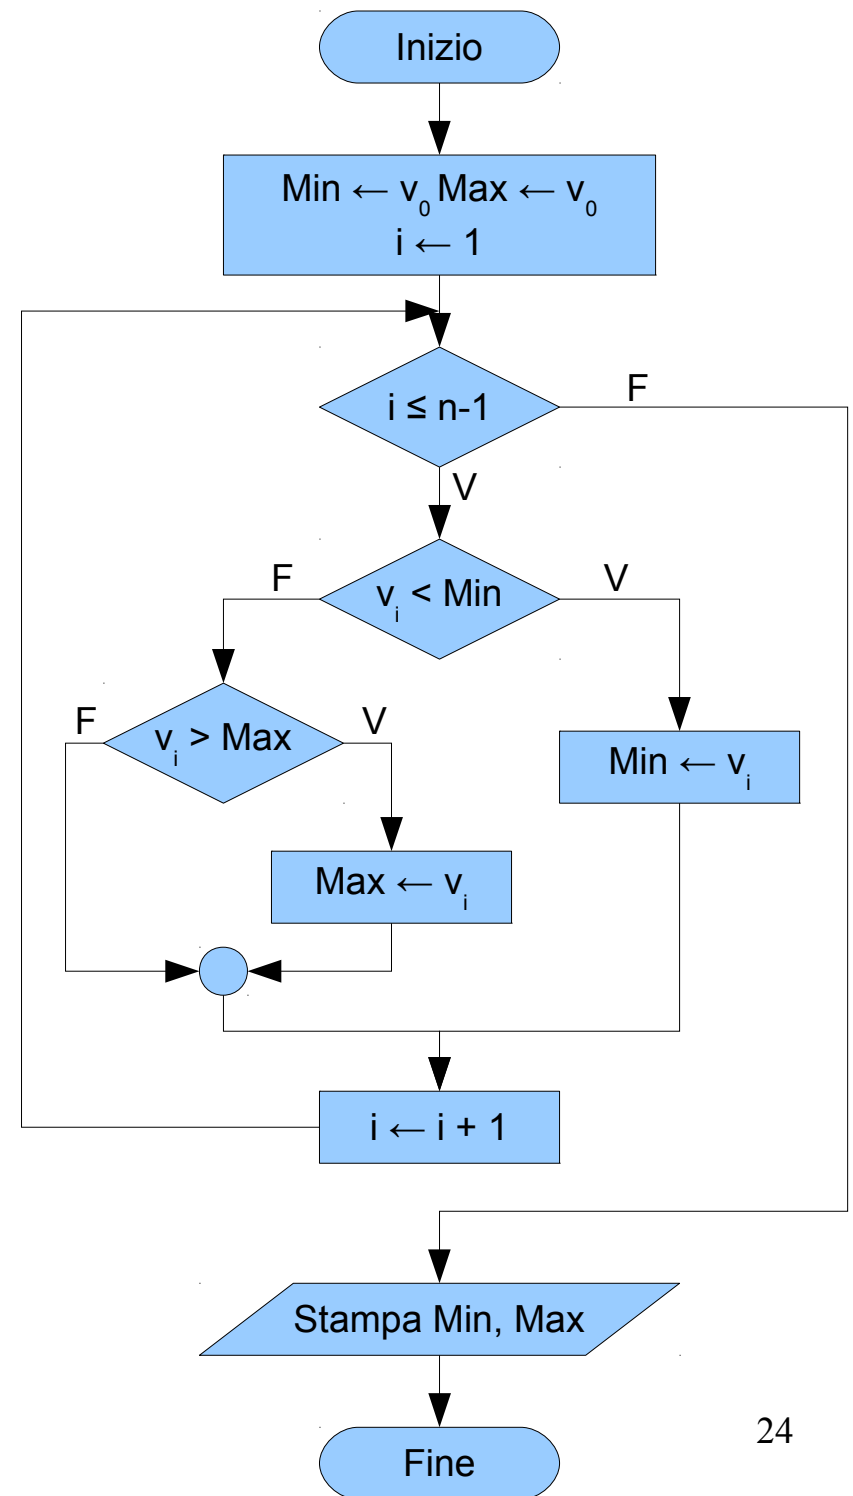 Inizio
Min ← v₀ Max ← v₀
i ← 1
i ≤ n-1
F
V
vᵢ < Min
F
V
vᵢ > Max
F
V
Min ← vᵢ
Max ← vᵢ
i ← i + 1
Stampa Min, Max
Fine
24